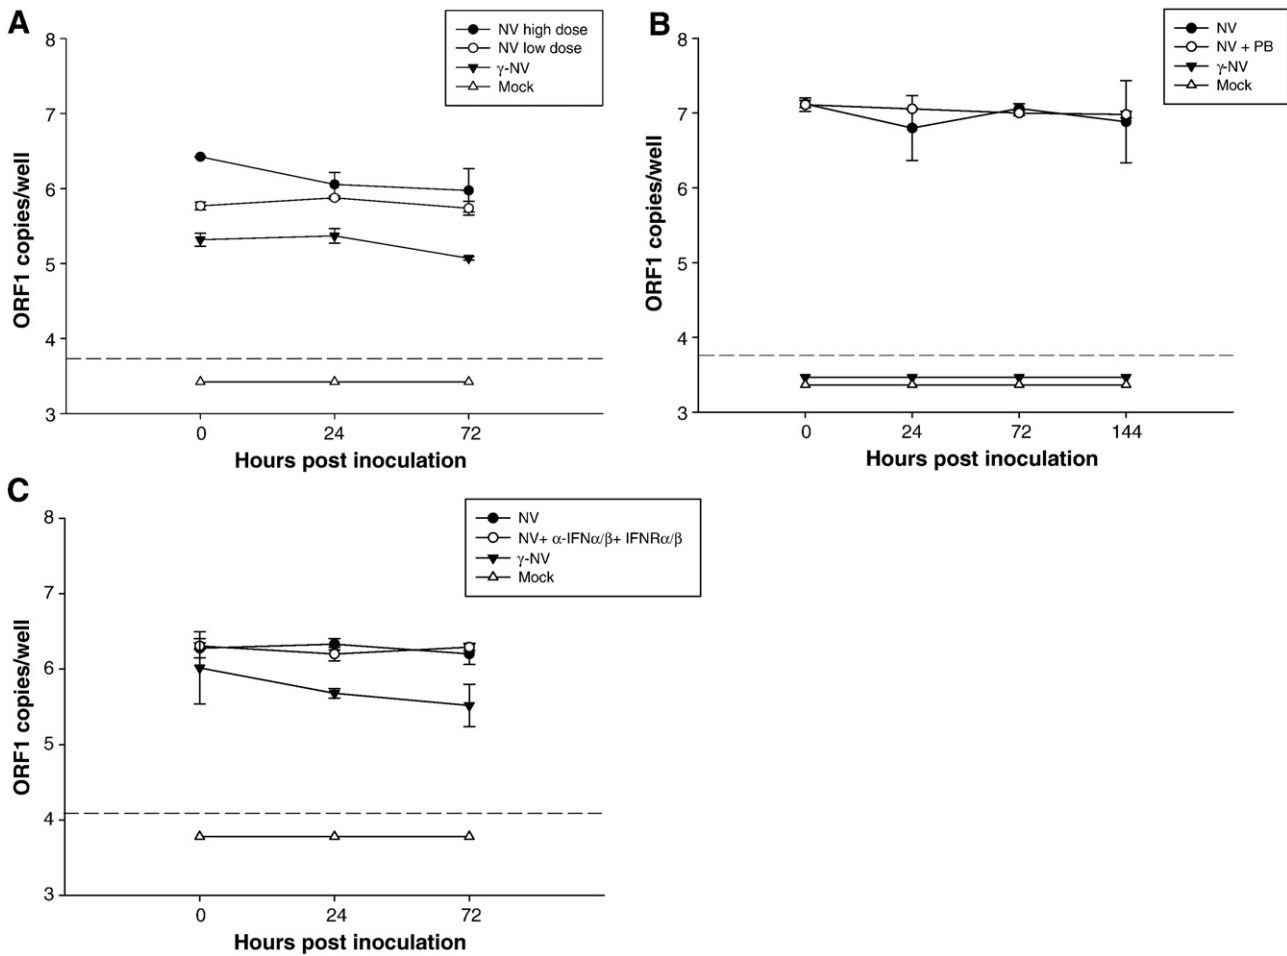 A
NV high dose
NV low dose
γ-NV
Mock
8
7
6
5
4
3
ORF1 copies/well
0 24 72
Hours post inoculation
B
NV
NV + PB
γ-NV
Mock
8
7
6
5
4
3
ORF1 copies/well
0 24 72 144
Hours post inoculation
C
NV
NV+ α-IFNα/β+ IFNRα/β
γ-NV
Mock
8
7
6
5
4
3
ORF1 copies/well
0 24 72
Hours post inoculation